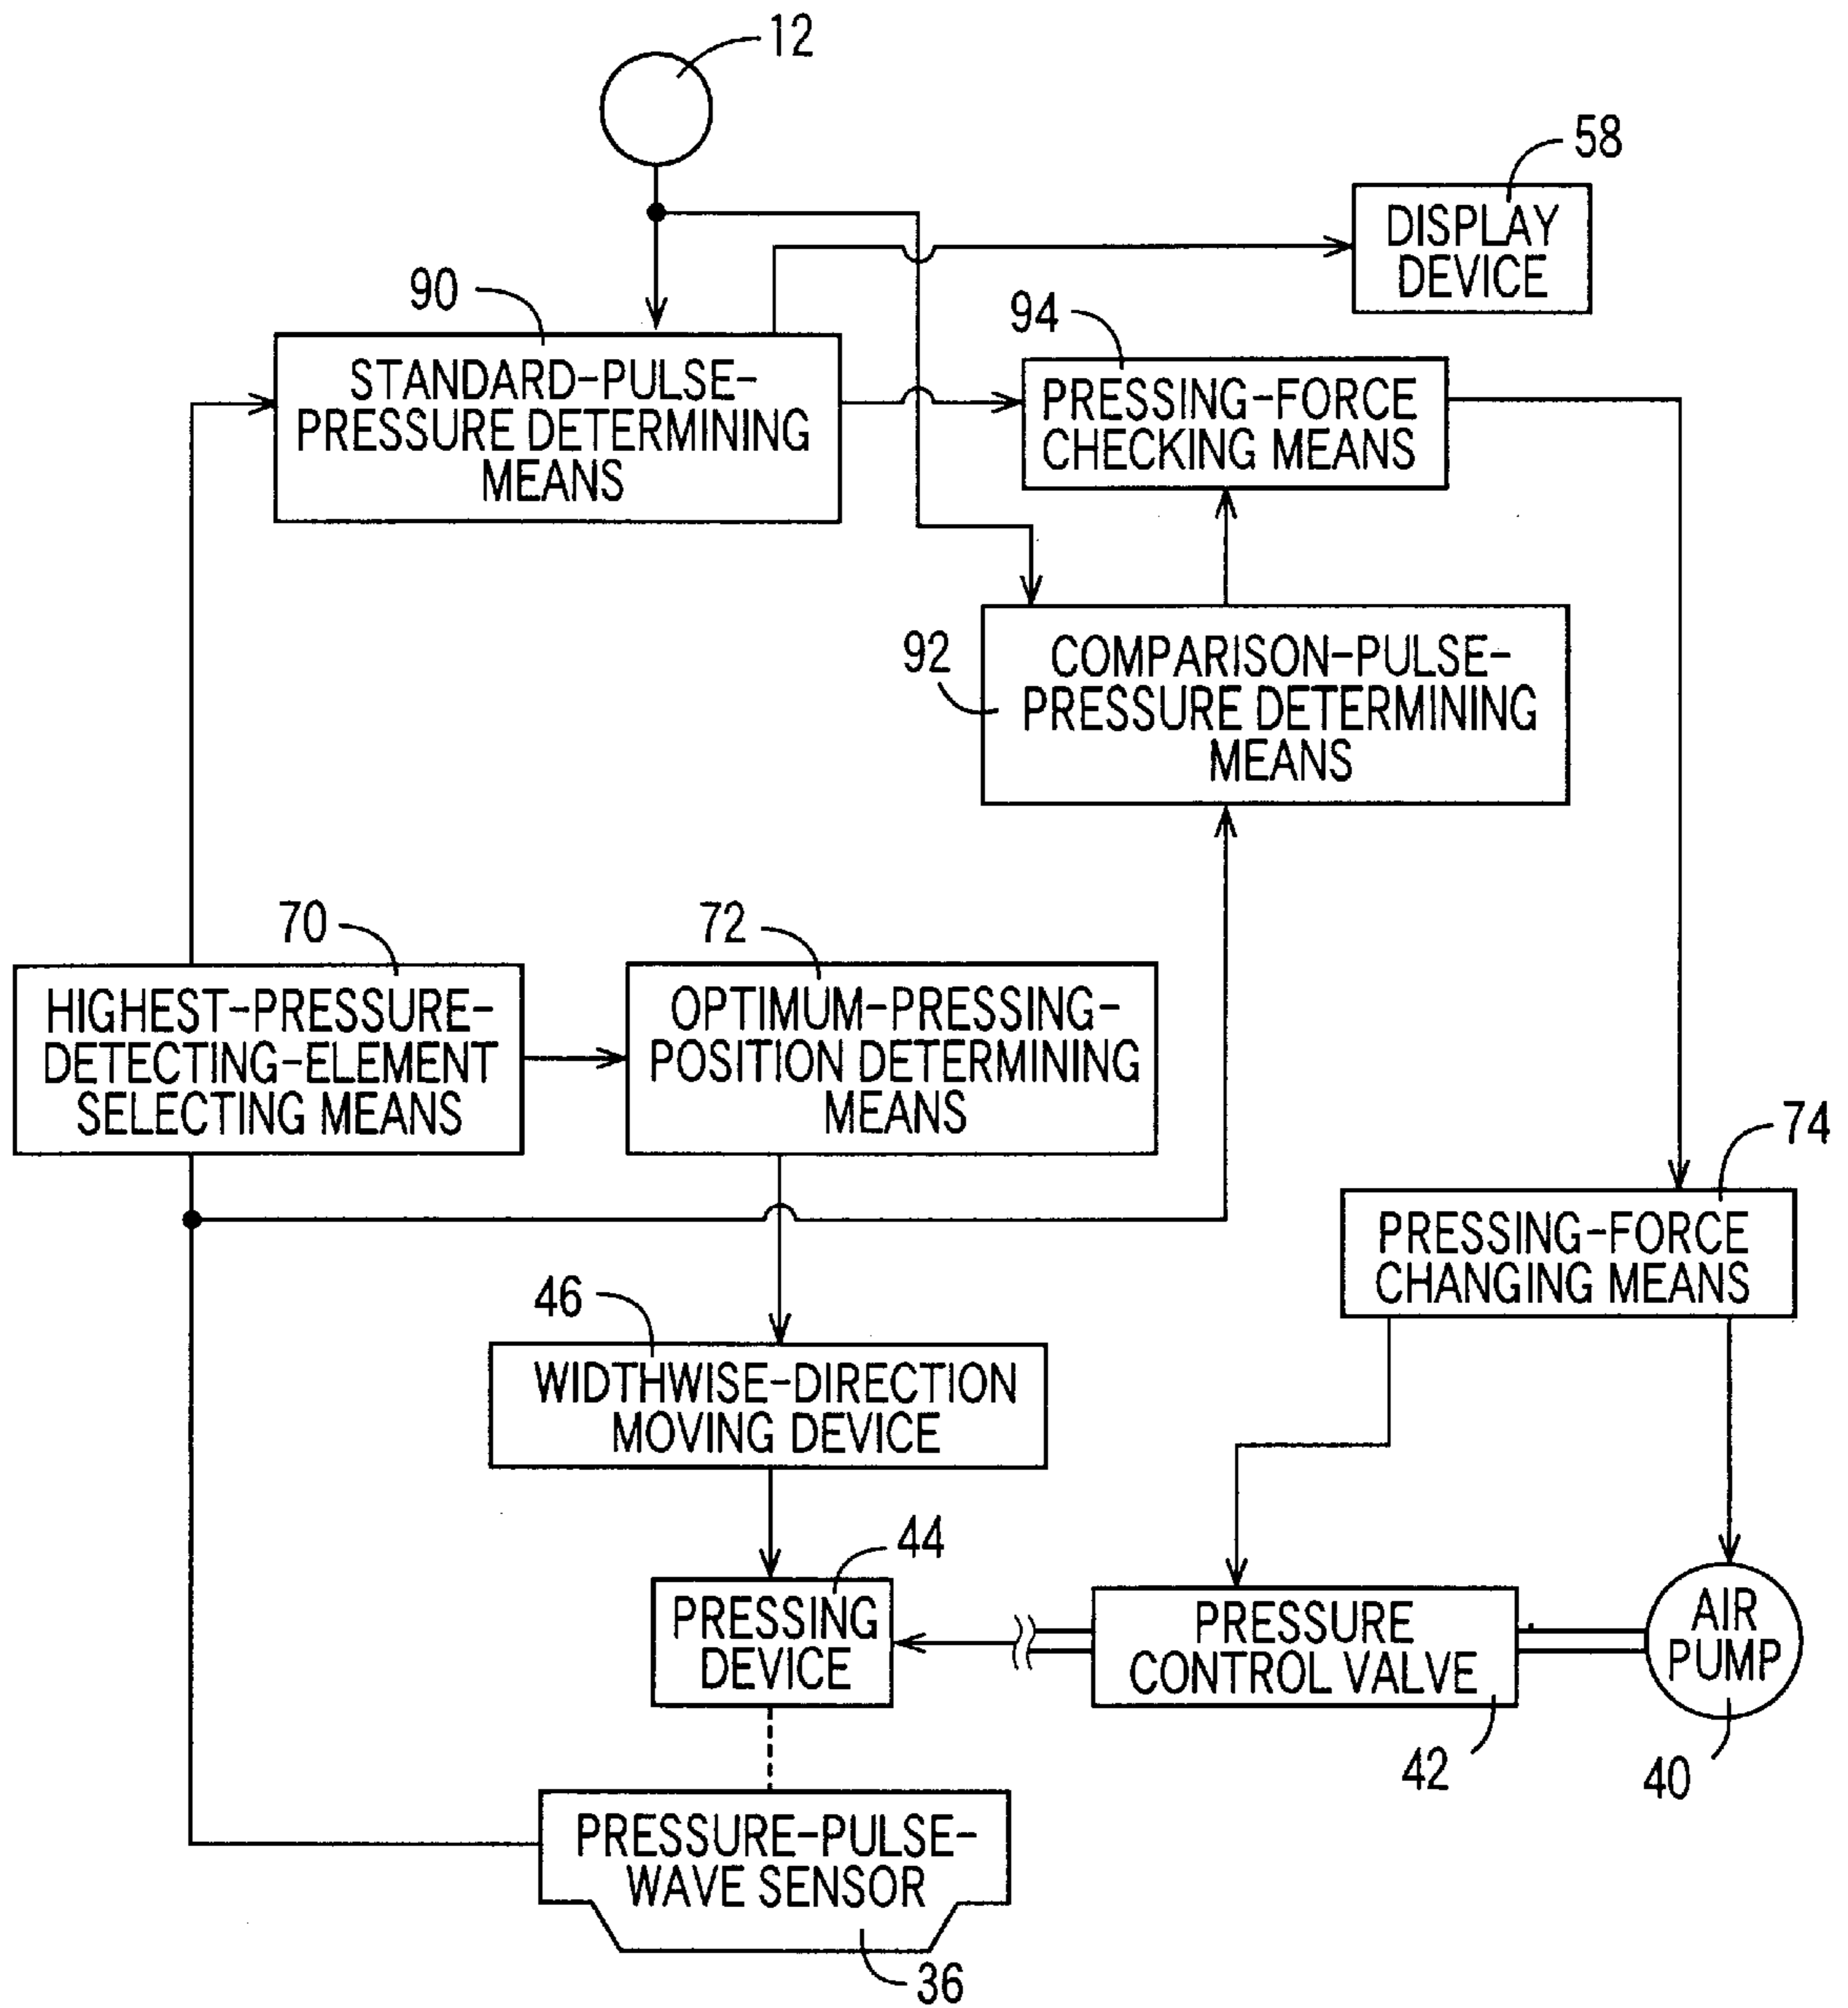 12
58
DISPLAY
DEVICE
90
STANDARD-PULSE-
PRESSURE DETERMINING
MEANS
94
PRESSING-FORCE
CHECKING MEANS
92
COMPARISON-PULSE-
PRESSURE DETERMINING
MEANS
70
HIGHEST-PRESSURE-
DETECTING-ELEMENT
SELECTING MEANS
72
OPTIMUM-PRESSING-
POSITION DETERMINING
MEANS
74
PRESSING-FORCE
CHANGING MEANS
46
WIDTHWISE-DIRECTION
MOVING DEVICE
44
PRESSING
DEVICE
PRESSURE
CONTROL VALVE
42
AIR
PUMP
40
PRESSURE-PULSE-
WAVE SENSOR
36